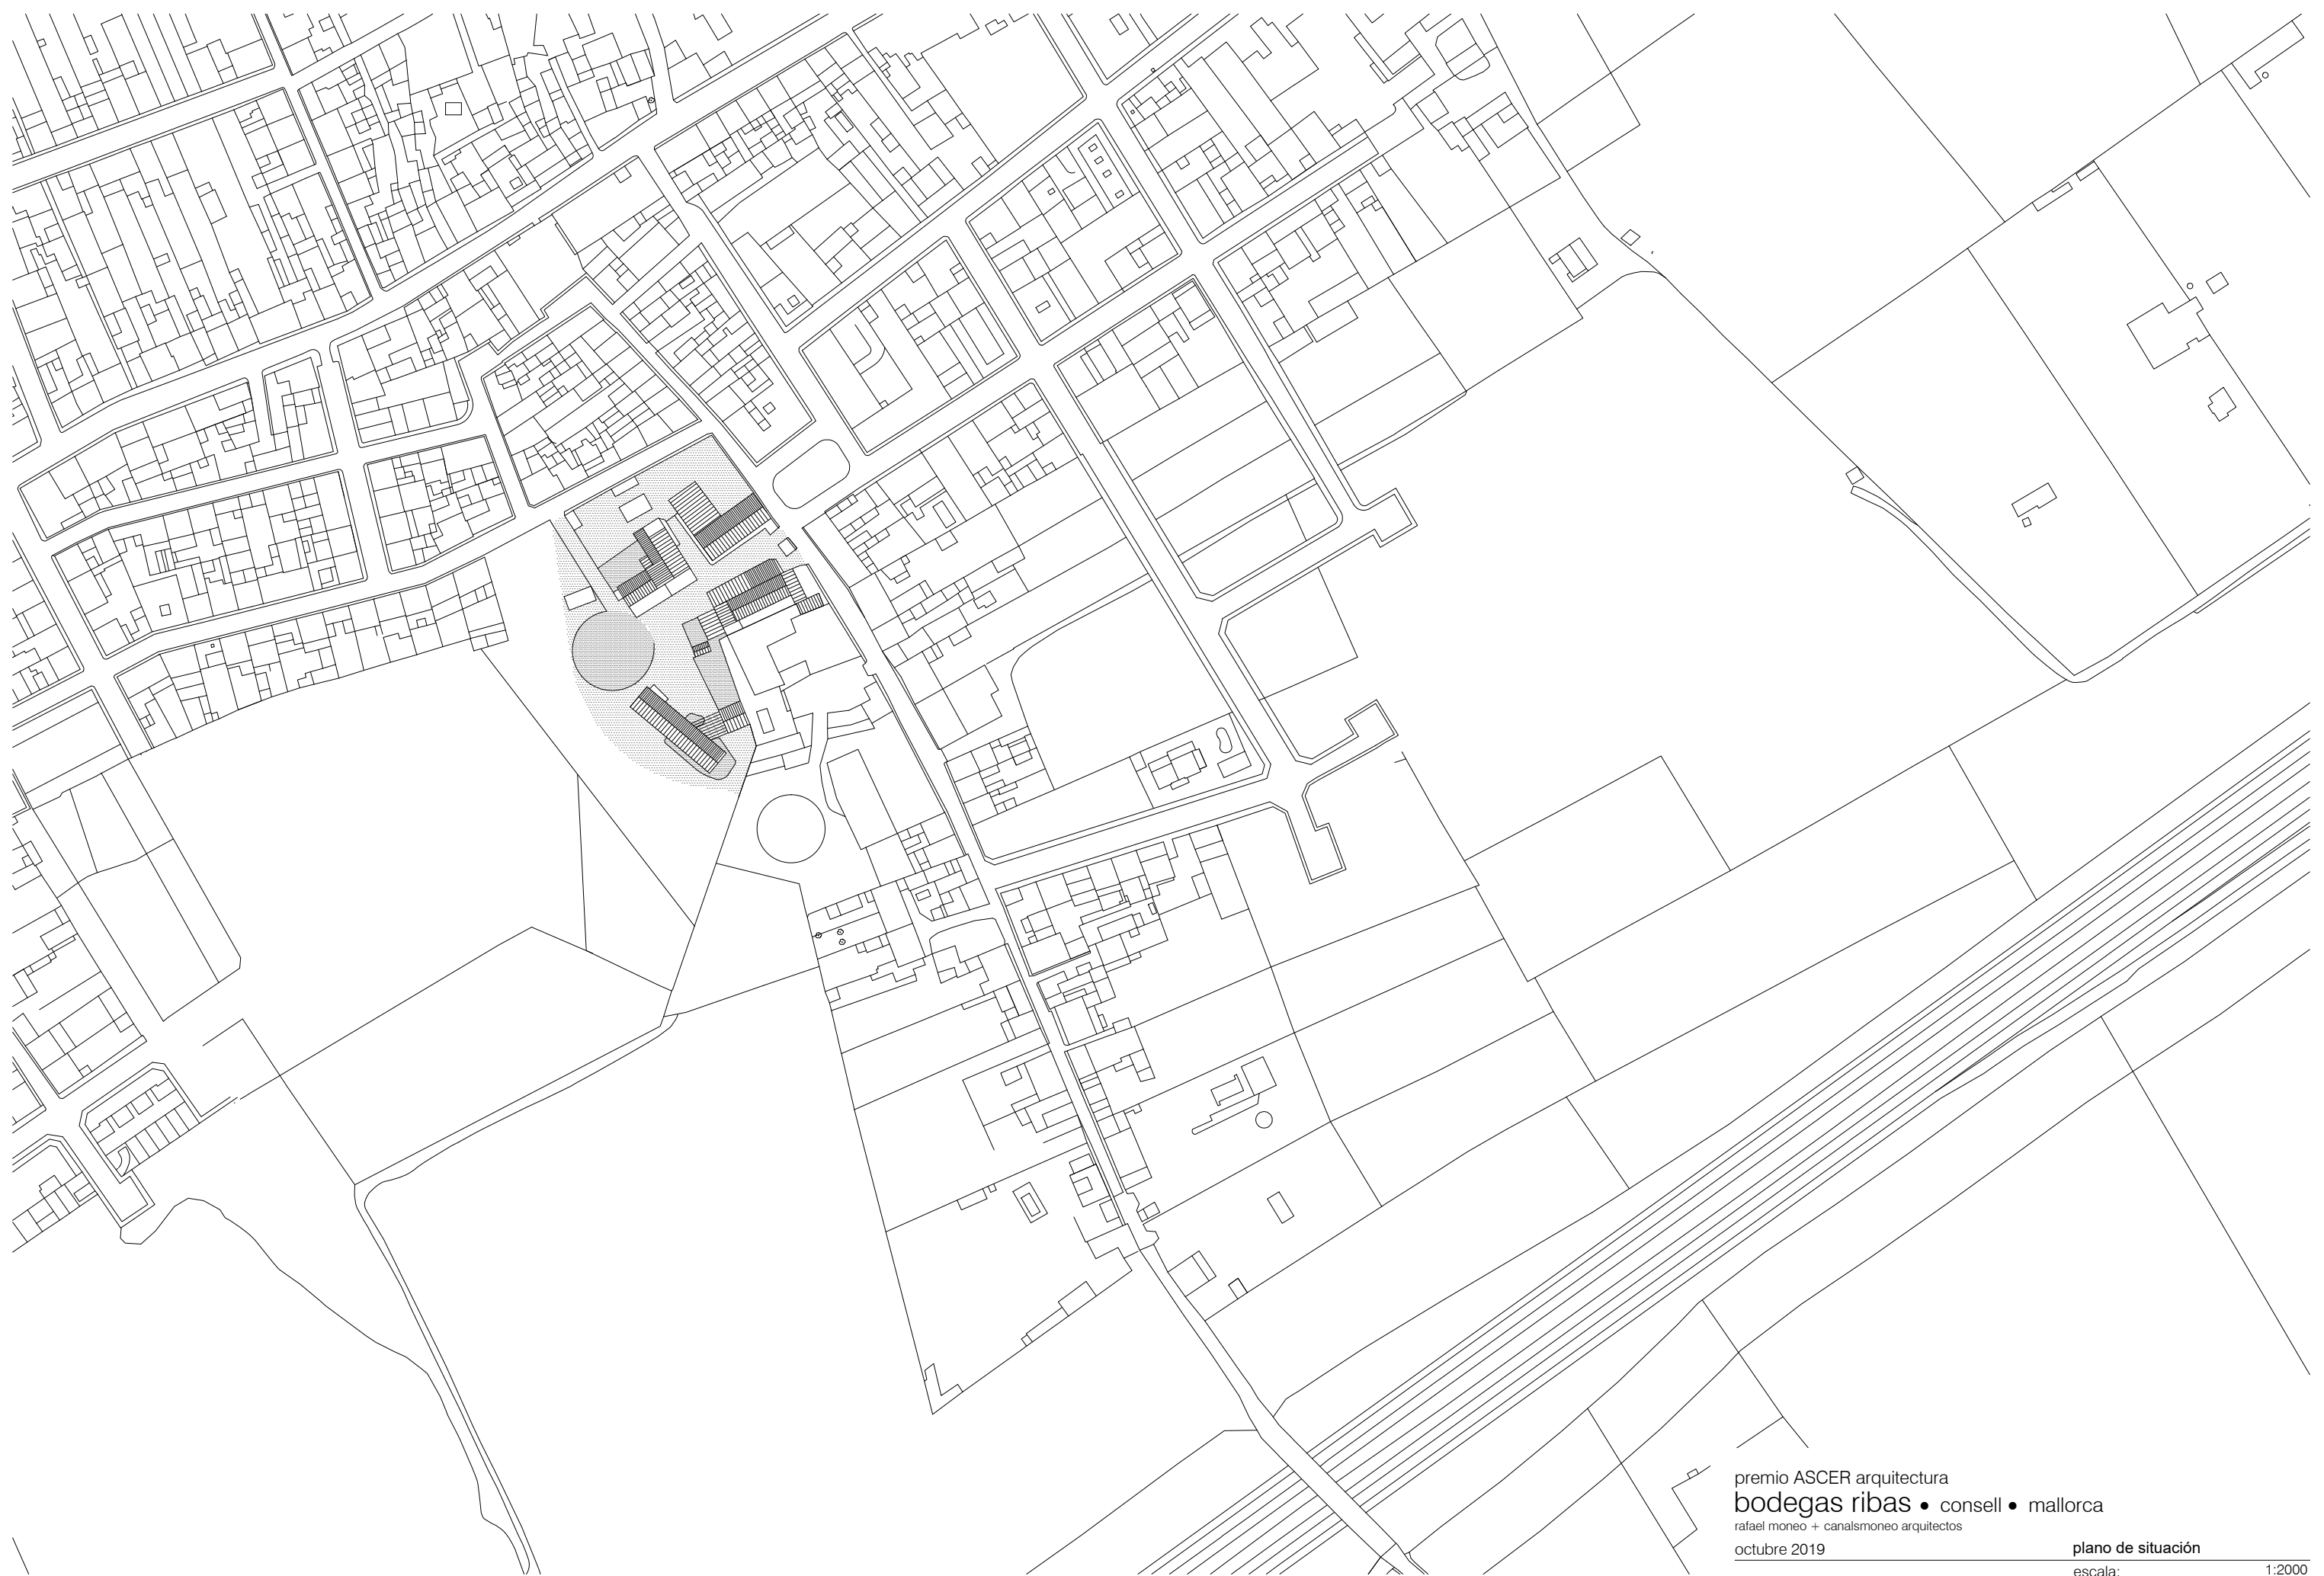 premio ASCER arquitectura
bodegas ribas • consell • mallorca
rafael moneo + canalsmoneo arquitectos
octubre 2019 plano de situación
escala: 1:2000